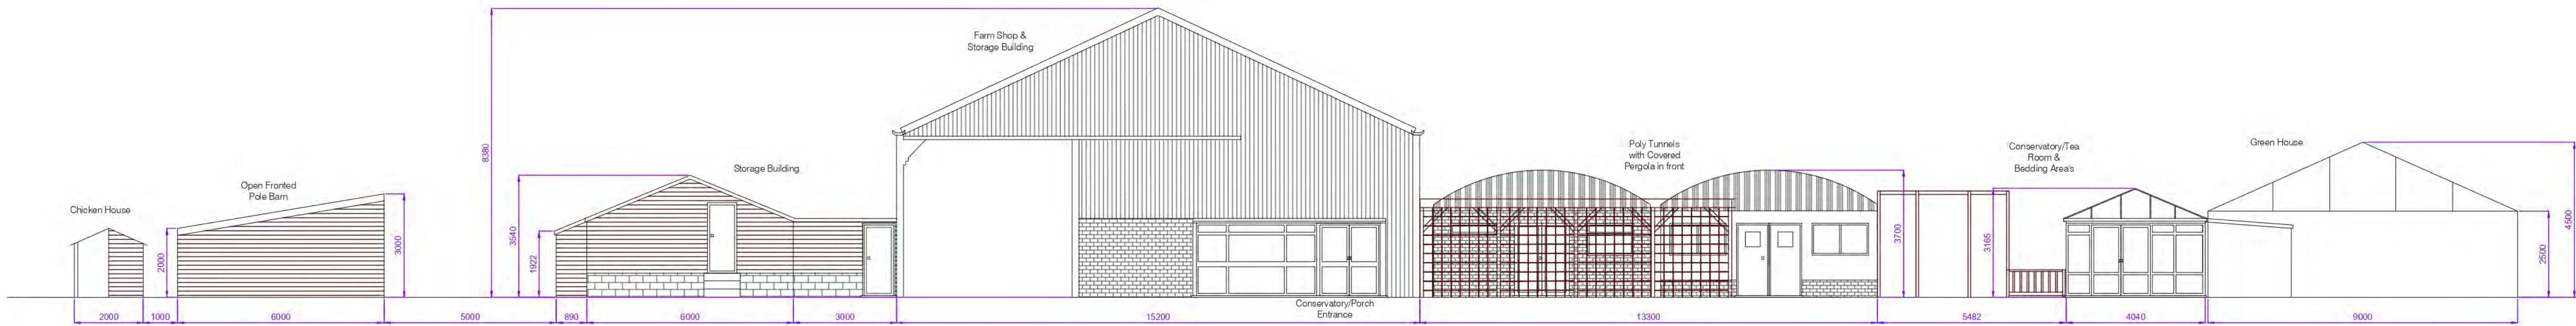 Chicken House
Open Fronted
Pole Barn
Storage Building
Farm Shop &
Storage Building
Conservatory/Porch
Entrance
Poly Tunnels
with Covered
Pergola in front
Conservatory/Tea
Room &
Bedding Area's
Green House
2000
3000
3540
1922
8380
3700
3165
2500
4500
2000
1000
6000
5000
890
6000
3000
15200
13300
5482
4040
9000